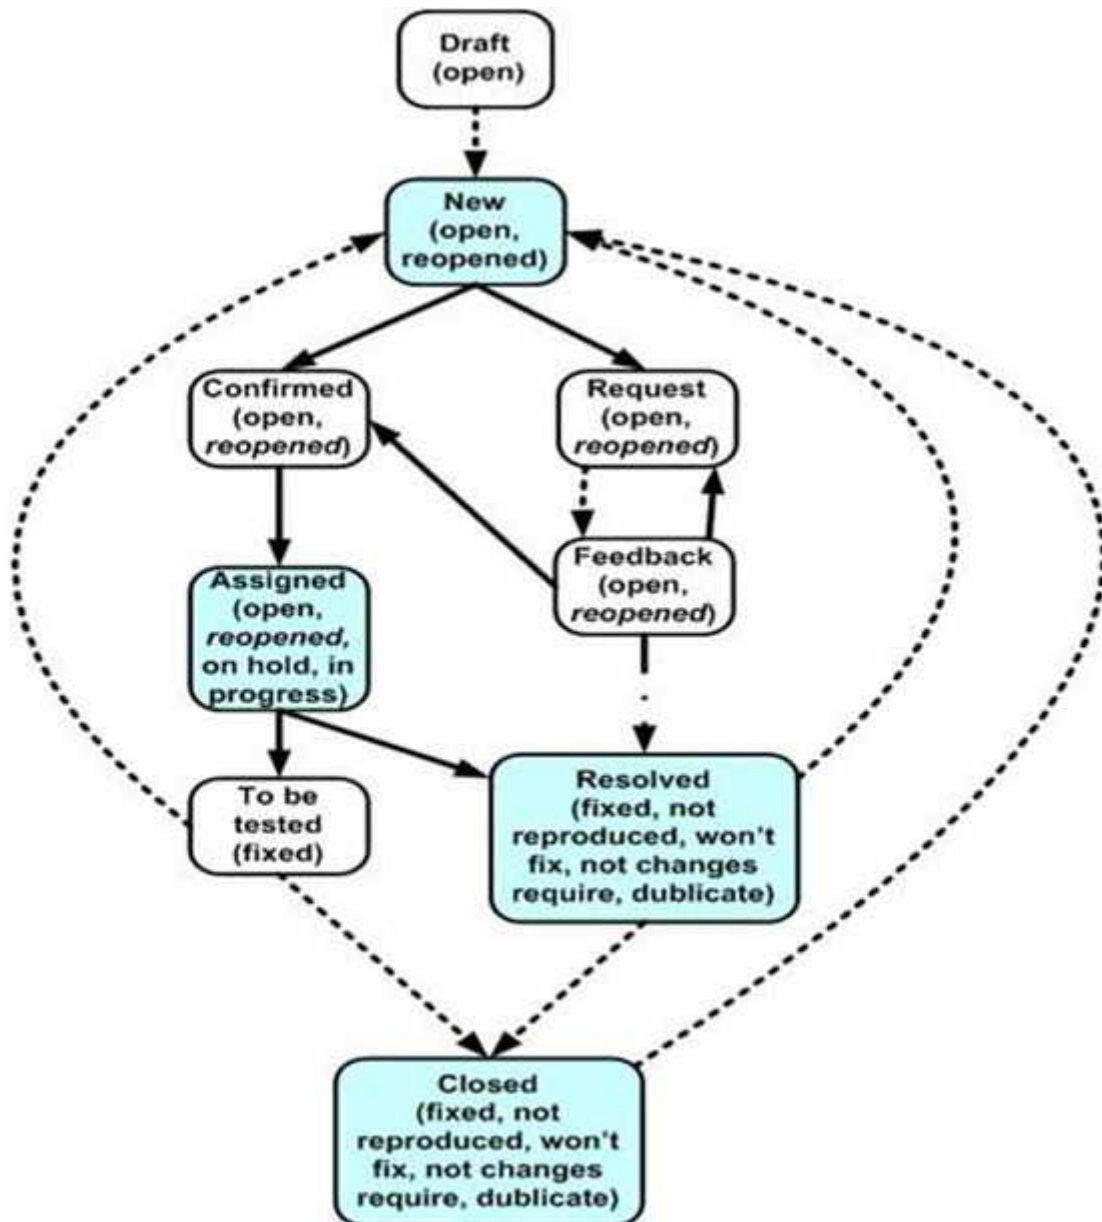 Draft
(open)
New
(open,
reopened)
Confirmed
(open,
reopened)
Request
(open,
reopened)
Feedback
(open,
reopened)
Assigned
(open,
reopened,
on hold, in
progress)
To be
tested
(fixed)
Resolved
(fixed, not
reproduced, won't
fix, not changes
require, dublicate)
Closed
(fixed, not
reproduced, won't
fix, not changes
require, dublicate)